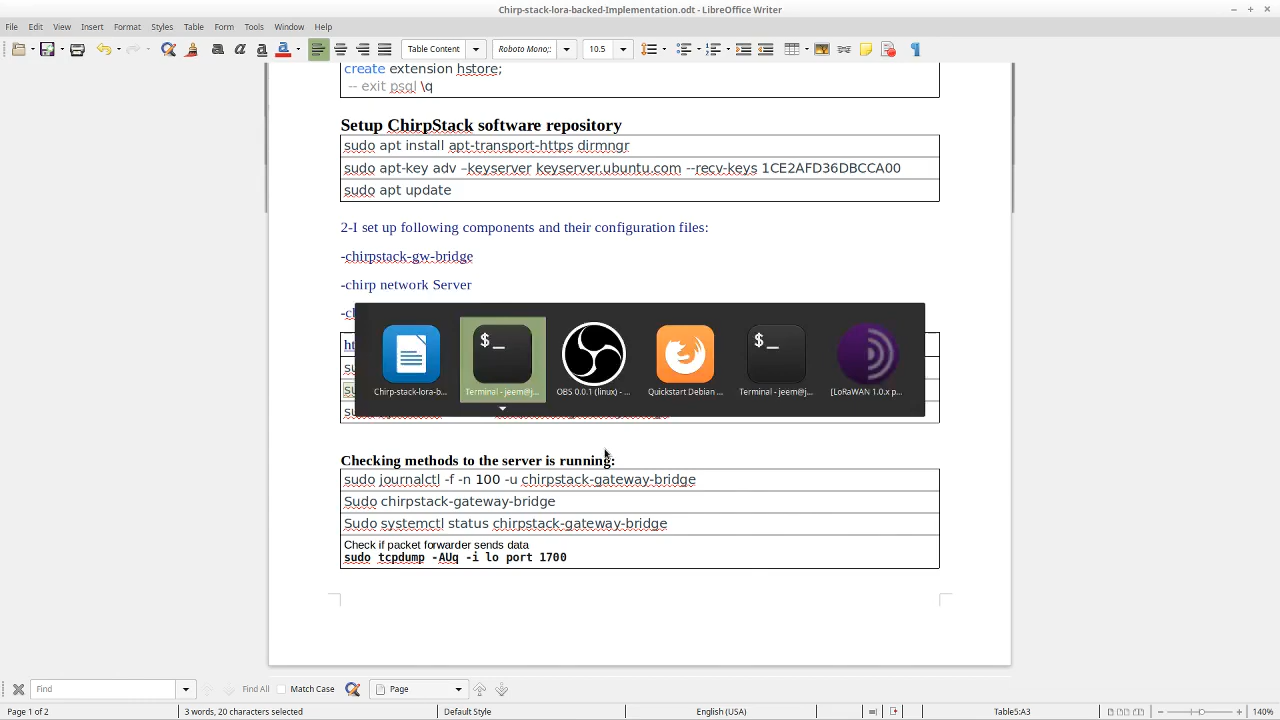 Chirp-stack-lora-backed-Implementation.odt - LibreOffice Writer
File Edit View Insert Format Styles Table Form Tools Window Help
Table Content Roboto Mono;: 10.5
create extension hstore;
-- exit psql \q
Setup ChirpStack software repository
sudo apt install apt-transport-https dirmngr
sudo apt-key adv –keyserver keyserver.ubuntu.com --recv-keys 1CE2AFD36DBCCA00
sudo apt update
2-I set up following components and their configuration files:
-chirpstack-gw-bridge
-chirp network Server
Chirp-stack-lora-b... Terminal - jeem@j... OBS 0.0.1 (linux) - ... Quickstart Debian ... Terminal - jeem@j... [LoRaWAN 1.0.x p...
Checking methods to the server is running:
sudo journalctl -f -n 100 -u chirpstack-gateway-bridge
Sudo chirpstack-gateway-bridge
Sudo systemctl status chirpstack-gateway-bridge
Check if packet forwarder sends data
sudo tcpdump -AUq -i lo port 1700
Find Find All Match Case Page
Page 1 of 2 3 words, 20 characters selected Default Style English (USA) Table5:A3 140%